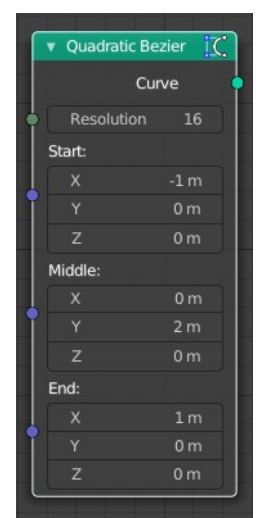 Quadratic Bezier
Curve
Resolution 16
Start:
X -1 m
Y 0 m
Z 0 m
Middle:
X 0 m
Y 2 m
Z 0 m
End:
X 1 m
Y 0 m
Z 0 m